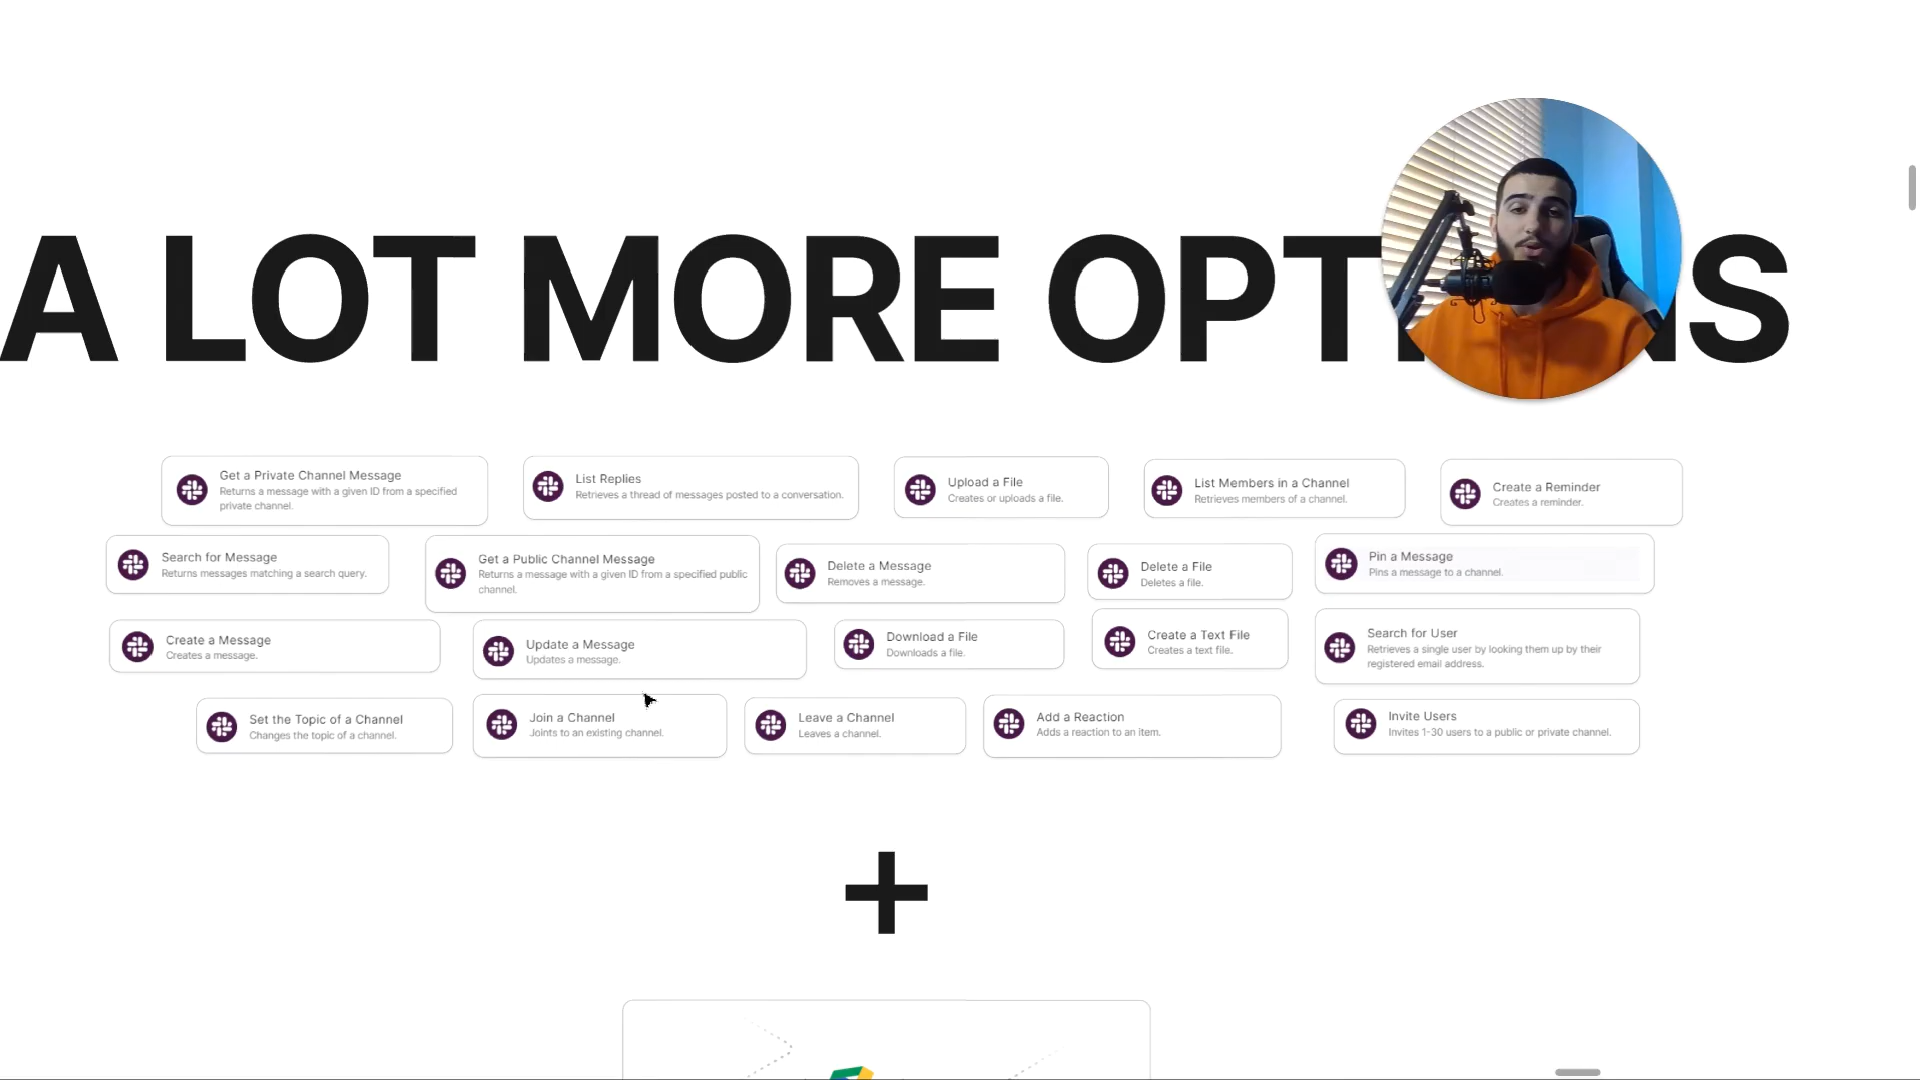 A LOT MORE OPT S
Get a Private Channel Message
Returns a message with a given ID from a specified
private channel.
List Replies
Retrieves a thread of messages posted to a conversation.
Upload a File
Creates or uploads a file.
List Members in a Channel
Retrieves members of a channel.
Create a Reminder
Creates a reminder.
Search for Message
Returns messages matching a search query.
Get a Public Channel Message
Returns a message with a given ID from a specified public
channel.
Delete a Message
Removes a message.
Delete a File
Deletes a file.
Pin a Message
Pins a message to a channel.
Create a Message
Creates a message.
Update a Message
Updates a message.
Download a File
Downloads a file.
Create a Text File
Creates a text file.
Search for User
Retrieves a single user by looking them up by their
registered email address.
Set the Topic of a Channel
Changes the topic of a channel.
Join a Channel
Joints to an existing channel.
Leave a Channel
Leaves a channel.
Add a Reaction
Adds a reaction to an item.
Invite Users
Invites 1-30 users to a public or private channel.
+